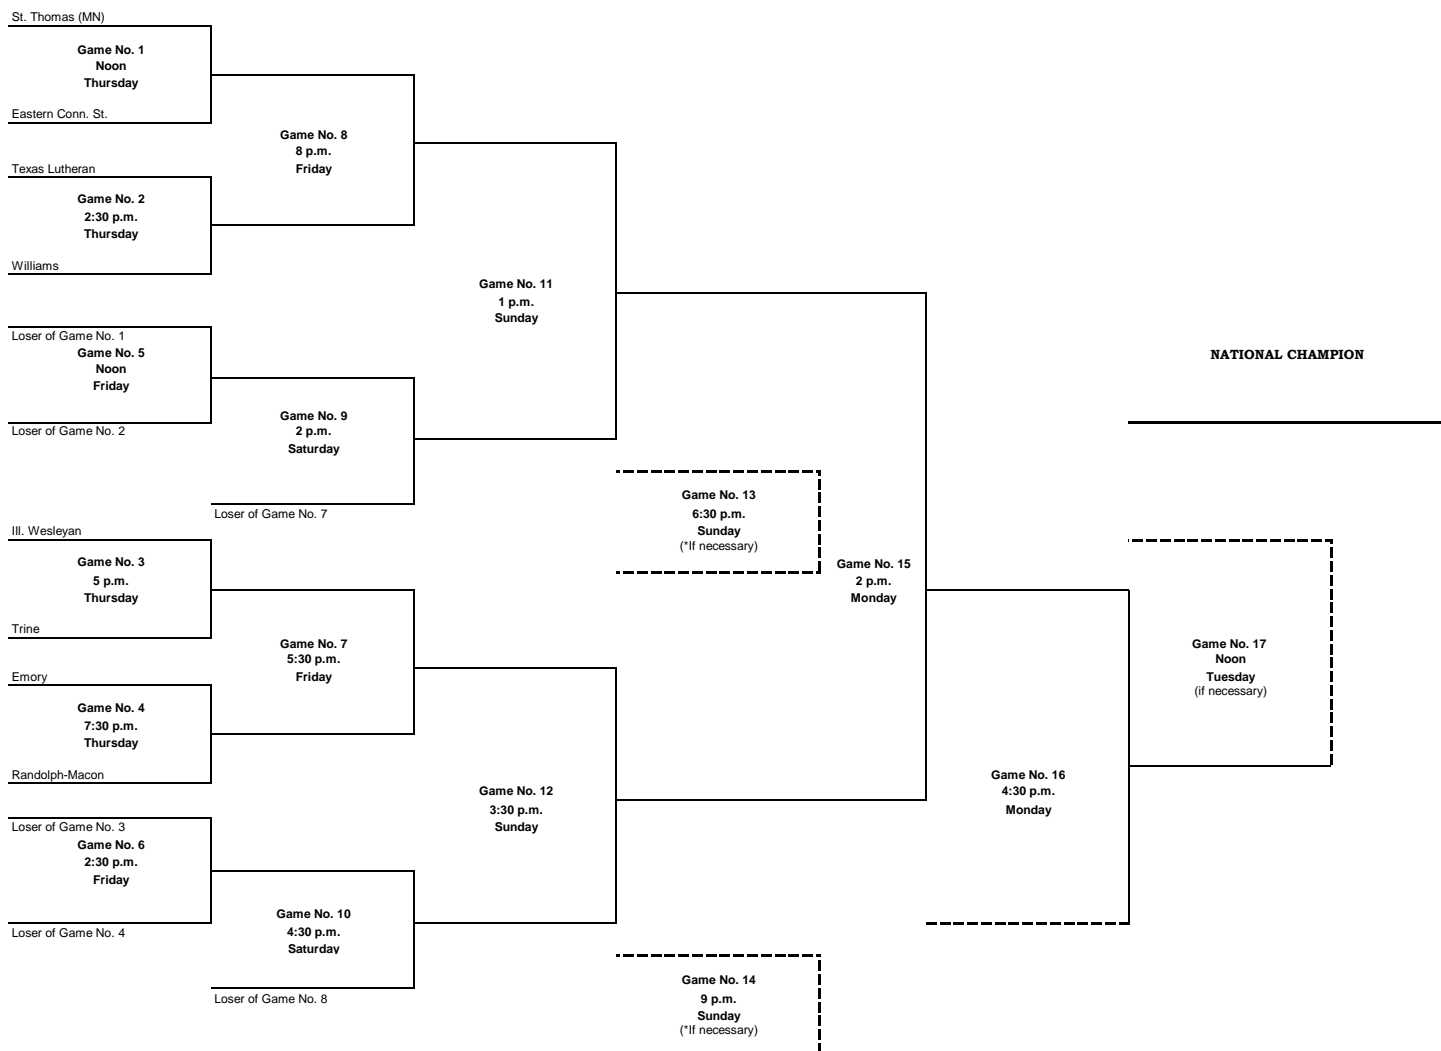 St. Thomas (MN)
Game No. 1
Noon
Thursday
Eastern Conn. St.
Game No. 8
8 p.m.
Friday
Texas Lutheran
Game No. 2
2:30 p.m.
Thursday
Williams
Game No. 11
1 p.m.
Sunday
Loser of Game No. 1
Game No. 5
Noon
Friday
Loser of Game No. 2
Game No. 9
2 p.m.
Saturday
Loser of Game No. 7
NATIONAL CHAMPION
Game No. 13
6:30 p.m.
Sunday
(*If necessary)
Ill. Wesleyan
Game No. 3
5 p.m.
Thursday
Trine
Game No. 7
5:30 p.m.
Friday
Emory
Game No. 4
7:30 p.m.
Thursday
Randolph-Macon
Game No. 15
2 p.m.
Monday
Game No. 17
Noon
Tuesday
(if necessary)
Game No. 12
3:30 p.m.
Sunday
Game No. 16
4:30 p.m.
Monday
Loser of Game No. 3
Game No. 6
2:30 p.m.
Friday
Loser of Game No. 4
Game No. 10
4:30 p.m.
Saturday
Loser of Game No. 8
Game No. 14
9 p.m.
Sunday
(*If necessary)